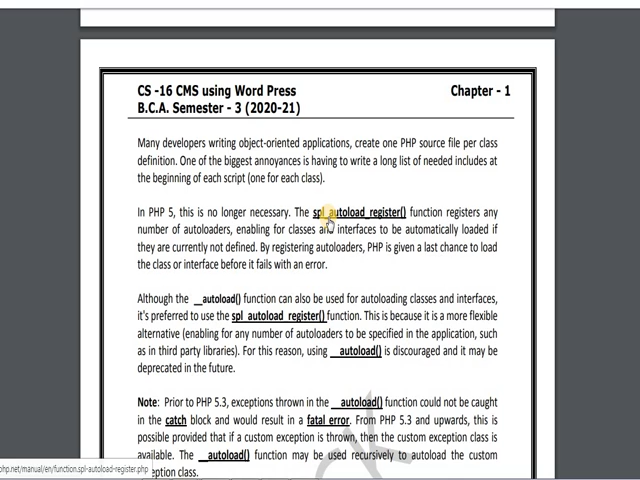 CS -16 CMS using Word Press Chapter - 1
B.C.A. Semester - 3 (2020-21)
Many developers writing object-oriented applications, create one PHP source file per class
definition. One of the biggest annoyances is having to write a long list of needed includes at
the beginning of each script (one for each class).
In PHP 5, this is no longer necessary. The spl_autoload_register() function registers any
number of autoloaders, enabling for classes and interfaces to be automatically loaded if
they are currently not defined. By registering autoloaders, PHP is given a last chance to load
the class or interface before it fails with an error.
Although the __autoload() function can also be used for autoloading classes and interfaces,
it's preferred to use the spl_autoload_register() function. This is because it is a more flexible
alternative (enabling for any number of autoloaders to be specified in the application, such
as in third party libraries). For this reason, using __autoload() is discouraged and it may be
deprecated in the future.
Note: Prior to PHP 5.3, exceptions thrown in the __autoload() function could not be caught
in the catch block and would result in a fatal error. From PHP 5.3 and upwards, this is
possible provided that if a custom exception is thrown, then the custom exception class is
available. The __autoload() function may be used recursively to autoload the custom
eption class.
php.net/manual/en/function.spl-autoload-register.php